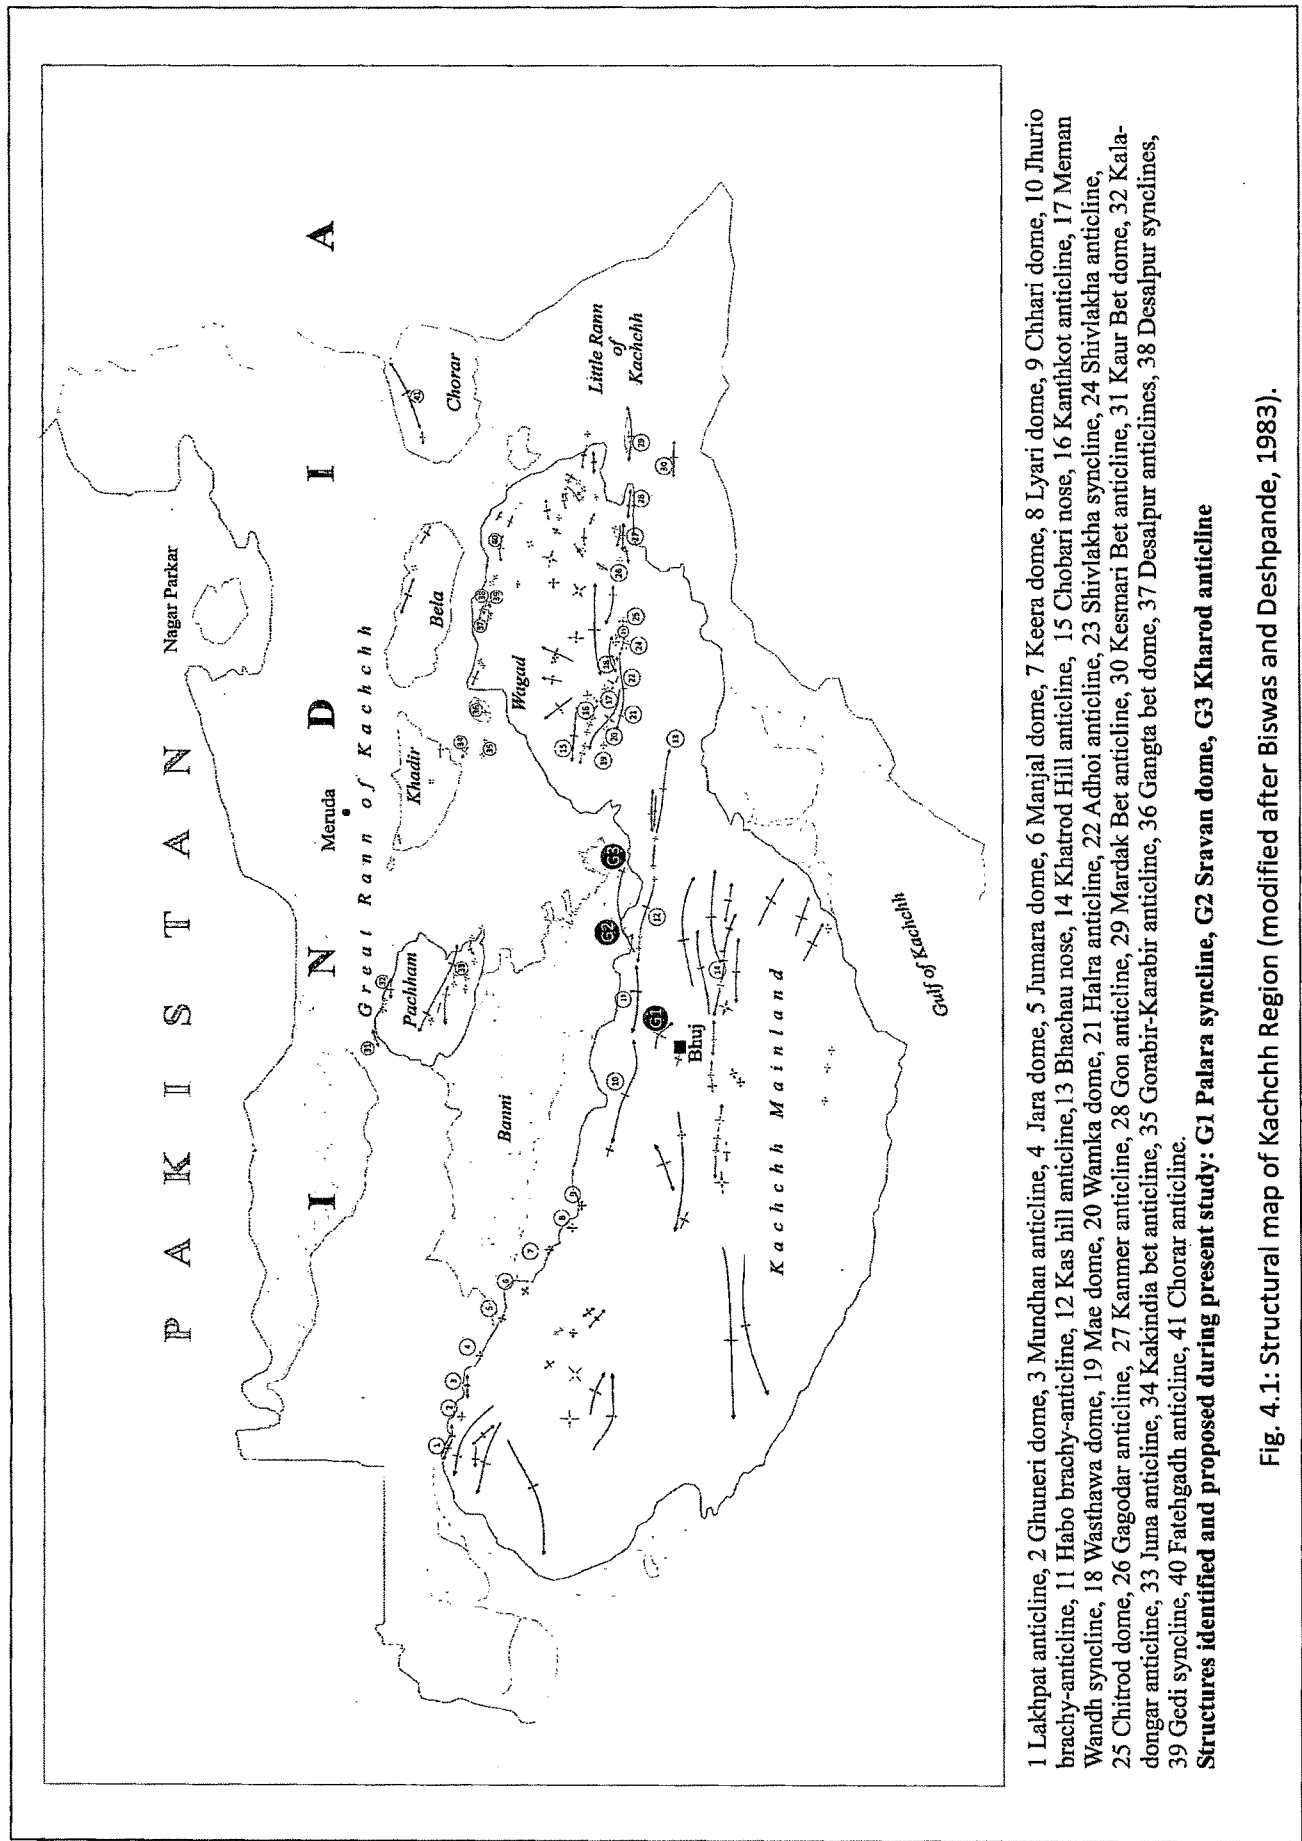 P A K I S T A N
Nagar Parkar
I N D I A
Meruda
Great Rann of Kachchh
Chorar
Bela
Khadir
Pachham
Banni
Wagad
Little Rann
of
Kachchh
G3
G2
G1
Bhuj
Kachchh Mainland
Gulf of Kachchh
1 Lakhpat anticline, 2 Ghuneri dome, 3 Mundhan anticline, 4 Jara dome, 5 Jumara dome, 6 Manjal dome, 7 Keera dome, 8 Lyari dome, 9 Chhari dome, 10 Jhurio
brachy-anticline, 11 Habo brachy-anticline, 12 Kas hill anticline,13 Bhachau nose, 14 Khatrod Hill anticline, 15 Chobari nose, 16 Kanthkot anticline, 17 Meman
Wandh syncline, 18 Wasthawa dome, 19 Mae dome, 20 Wamka dome, 21 Halra anticline, 22 Adhoi anticline, 23 Shivlakha syncline, 24 Shivlakha anticline,
25 Chitrod dome, 26 Gagodar anticline, 27 Kanmer anticline, 28 Gon anticline, 29 Mardak Bet anticline, 30 Kesmari Bet anticline, 31 Kaur Bet dome, 32 Kala-
dongar anticline, 33 Juna anticline, 34 Kakindia bet anticline, 35 Gorabir-Karabir anticline, 36 Gangta bet dome, 37 Desalpur anticlines, 38 Desalpur synclines,
39 Gedi syncline, 40 Fatehgadh anticline, 41 Chorar anticline.
Structures identified and proposed during present study: G1 Palara syncline, G2 Sravan dome, G3 Kharod anticline
Fig. 4.1: Structural map of Kachchh Region (modified after Biswas and Deshpande, 1983).